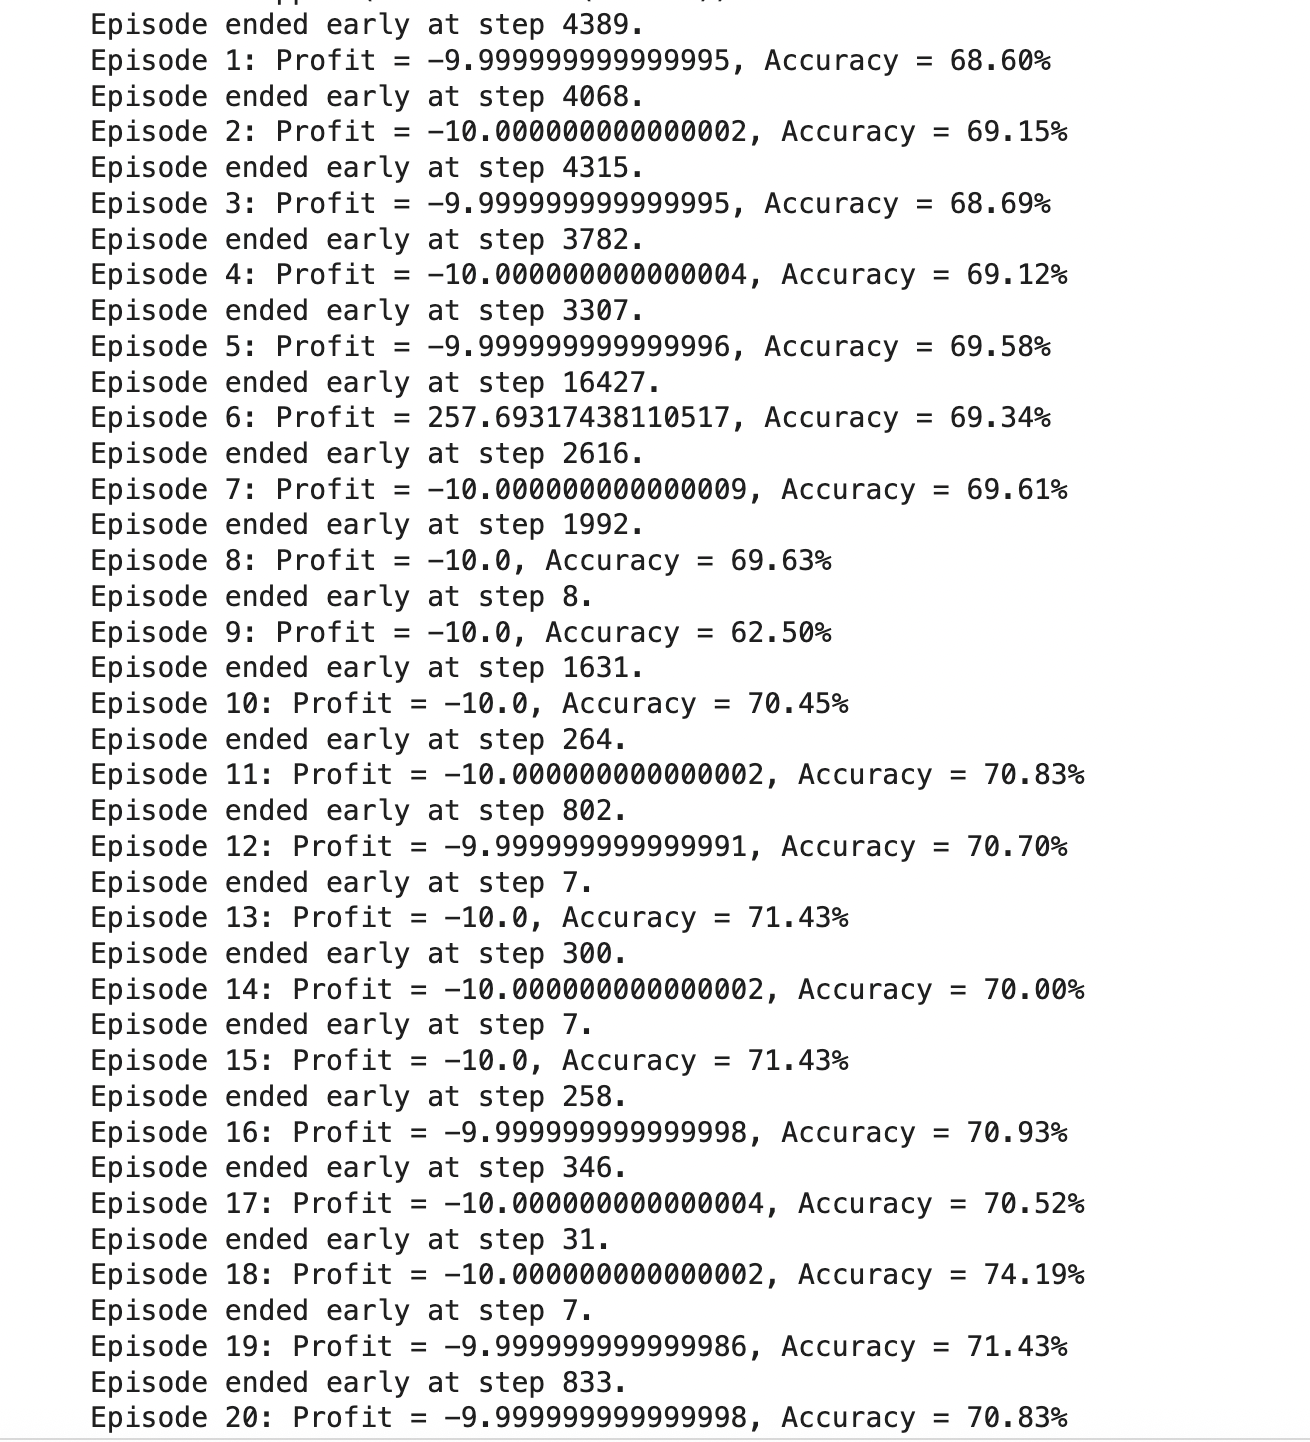 Episode ended early at step 4389.
Episode 1: Profit = -9.999999999999995, Accuracy = 68.60%
Episode ended early at step 4068.
Episode 2: Profit = -10.000000000000002, Accuracy = 69.15%
Episode ended early at step 4315.
Episode 3: Profit = -9.999999999999995, Accuracy = 68.69%
Episode ended early at step 3782.
Episode 4: Profit = -10.000000000000004, Accuracy = 69.12%
Episode ended early at step 3307.
Episode 5: Profit = -9.999999999999996, Accuracy = 69.58%
Episode ended early at step 16427.
Episode 6: Profit = 257.69317438110517, Accuracy = 69.34%
Episode ended early at step 2616.
Episode 7: Profit = -10.000000000000009, Accuracy = 69.61%
Episode ended early at step 1992.
Episode 8: Profit = -10.0, Accuracy = 69.63%
Episode ended early at step 8.
Episode 9: Profit = -10.0, Accuracy = 62.50%
Episode ended early at step 1631.
Episode 10: Profit = -10.0, Accuracy = 70.45%
Episode ended early at step 264.
Episode 11: Profit = -10.000000000000002, Accuracy = 70.83%
Episode ended early at step 802.
Episode 12: Profit = -9.999999999999991, Accuracy = 70.70%
Episode ended early at step 7.
Episode 13: Profit = -10.0, Accuracy = 71.43%
Episode ended early at step 300.
Episode 14: Profit = -10.000000000000002, Accuracy = 70.00%
Episode ended early at step 7.
Episode 15: Profit = -10.0, Accuracy = 71.43%
Episode ended early at step 258.
Episode 16: Profit = -9.999999999999998, Accuracy = 70.93%
Episode ended early at step 346.
Episode 17: Profit = -10.000000000000004, Accuracy = 70.52%
Episode ended early at step 31.
Episode 18: Profit = -10.000000000000002, Accuracy = 74.19%
Episode ended early at step 7.
Episode 19: Profit = -9.999999999999986, Accuracy = 71.43%
Episode ended early at step 833.
Episode 20: Profit = -9.999999999999998, Accuracy = 70.83%